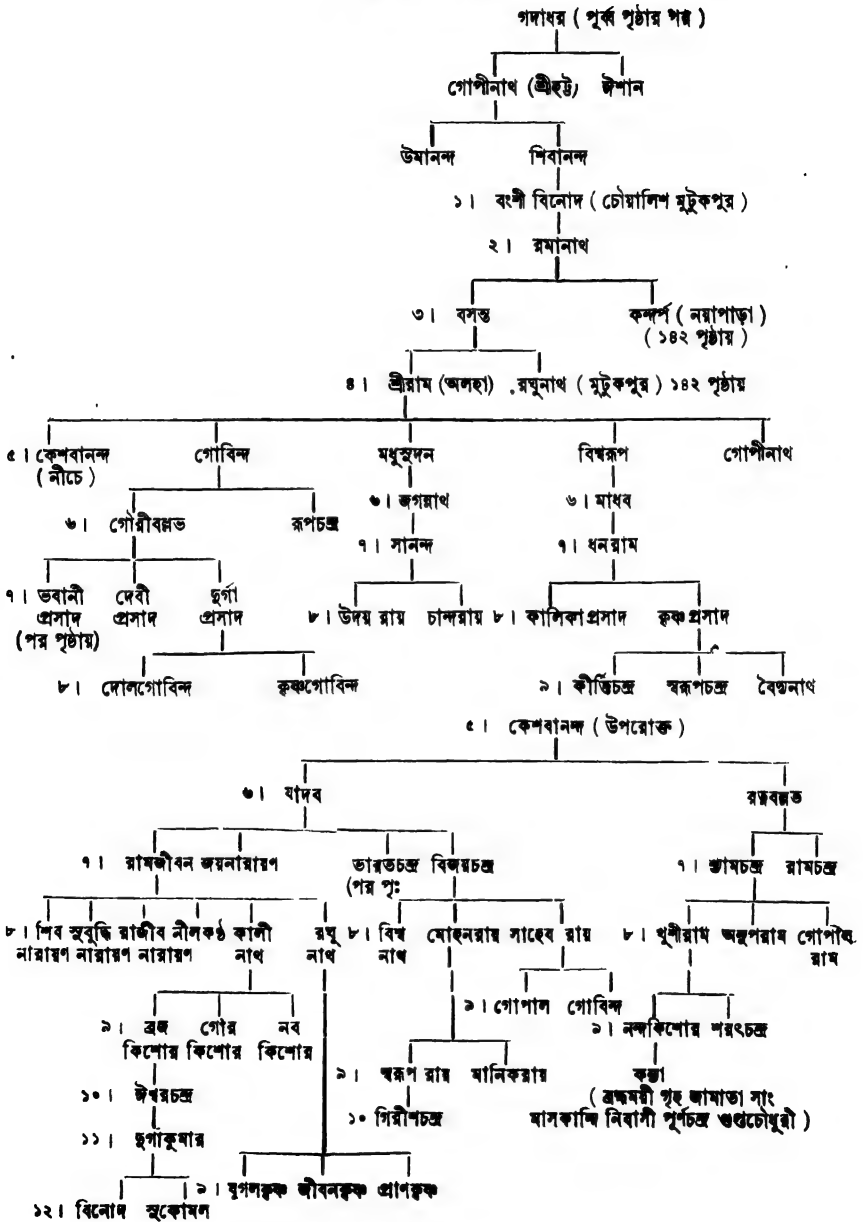 গদাধর ( পূর্ব্ব পৃষ্ঠার পর )
গোপীনাথ (শ্রীহট্ট) ঈশান
উমানন্দ শিবানন্দ
১। বংশী বিনোদ ( চৌয়ালিশ মুটুকপুর )
২। রমানাথ
৩। বসন্ত কন্দর্প ( নয়াপাড়া )
( ১৪২ পৃষ্ঠায় )
৪। শ্রীরাম (অলহা) রঘুনাথ ( মুটুকপুর ) ১৪২ পৃষ্ঠায়
৫। কেশবানন্দ গোবিন্দ মধুসূদন বিশ্বরূপ গোপীনাথ
( নীচে )
৬। জগন্নাথ ৬। মাধব
৬। গৌরীবল্লভ রূপচন্দ্র
৭। সানন্দ ৭। ধনরাম
৭। ভবানী দেবী দুর্গা
প্রসাদ প্রসাদ প্রসাদ
(পর পৃষ্ঠায়)
৮। উদয় রায় চান্দরায় ৮। কালিকাপ্রসাদ কৃষ্ণপ্রসাদ
৮। দোলগোবিন্দ কৃষ্ণগোবিন্দ ৯। কীর্ত্তিচন্দ্র স্বরূপচন্দ্র বৈদ্যনাথ
৫। কেশবানন্দ ( উপরোক্ত )
৬। যাদব রত্নবল্লভ
৭। রামজীবন জয়নারায়ণ ভারতচন্দ্র বিজয়চন্দ্র ৭। শ্যামচন্দ্র রামচন্দ্র
(পর পৃঃ
৮। শিব সুবুদ্ধি রাজীব নীলকণ্ঠ কালী রঘু ৮। বিশ্ব মোহনরায় সাহেব রায় ৮। খুশীরাম অনুপরাম গোপাল
নারায়ণ নারায়ণ নারায়ণ নাথ নাথ নাথ রাম
৯। গোপাল গোবিন্দ
৯। ব্রজ গৌর নব ৯। নন্দকিশোর শরৎচন্দ্র
কিশোর কিশোর কিশোর
৯। স্বরূপ রায় মানিকরায় কন্যা
১০। ঈশ্বরচন্দ্র ( ব্রহ্মময়ী গৃহ জামাতা সাং
১০ গিরীশচন্দ্র মাসকান্দি নিবাসী পূর্ণচন্দ্র গুপ্তচৌধুরী )
১১। দুর্গাকুমার
৯। যুগলকৃষ্ণ জীবনকৃষ্ণ প্রাণকৃষ্ণ
১২। বিনোদ সুকোমল